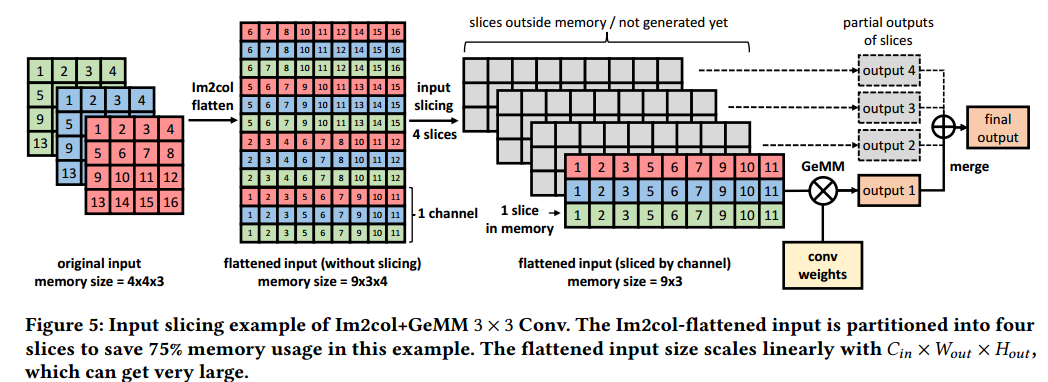 slices outside memory / not generated yet
partial outputs
of slices
1 2 3 4
5
9
13
1 2 3 4
5
9
13
1 2 3 4
5 6 7 8
9 10 11 12
13 14 15 16
Im2col
flatten
6 7 8 10 11 12 14 15 16
6 7 8 10 11 12 14 15 16
6 7 8 10 11 12 14 15 16
5 6 7 9 10 11 13 14 15
5 6 7 9 10 11 13 14 15
5 6 7 9 10 11 13 14 15
2 3 4 6 7 8 10 11 12
2 3 4 6 7 8 10 11 12
2 3 4 6 7 8 10 11 12
1 2 3 5 6 7 9 10 11
1 2 3 5 6 7 9 10 11
1 2 3 5 6 7 9 10 11
1 channel
input
slicing
4 slices
1 2 3 5 6 7 9 10 11
1 2 3 5 6 7 9 10 11
1 2 3 5 6 7 9 10 11
1 slice
in memory
GeMM
conv
weights
output 4
output 3
output 2
output 1
merge
final
output
original input
memory size = 4x4x3
flattened input (without slicing)
memory size = 9x3x4
flattened input (sliced by channel)
memory size = 9x3
Figure 5: Input slicing example of Im2col+GeMM 3 × 3 Conv. The Im2col-flattened input is partitioned into four
slices to save 75% memory usage in this example. The flattened input size scales linearly with C_in × W_out × H_out,
which can get very large.